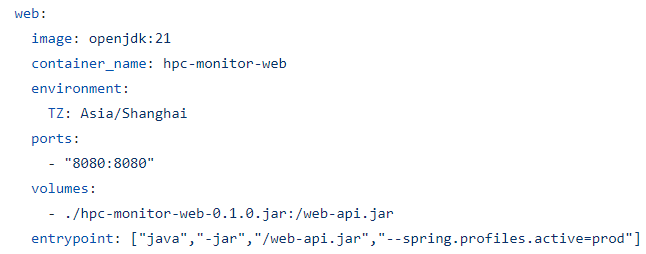 web:
  image: openjdk:21
  container_name: hpc-monitor-web
  environment:
    TZ: Asia/Shanghai
  ports:
    - "8080:8080"
  volumes:
    - ./hpc-monitor-web-0.1.0.jar:/web-api.jar
  entrypoint: ["java","-jar","/web-api.jar","--spring.profiles.active=prod"]